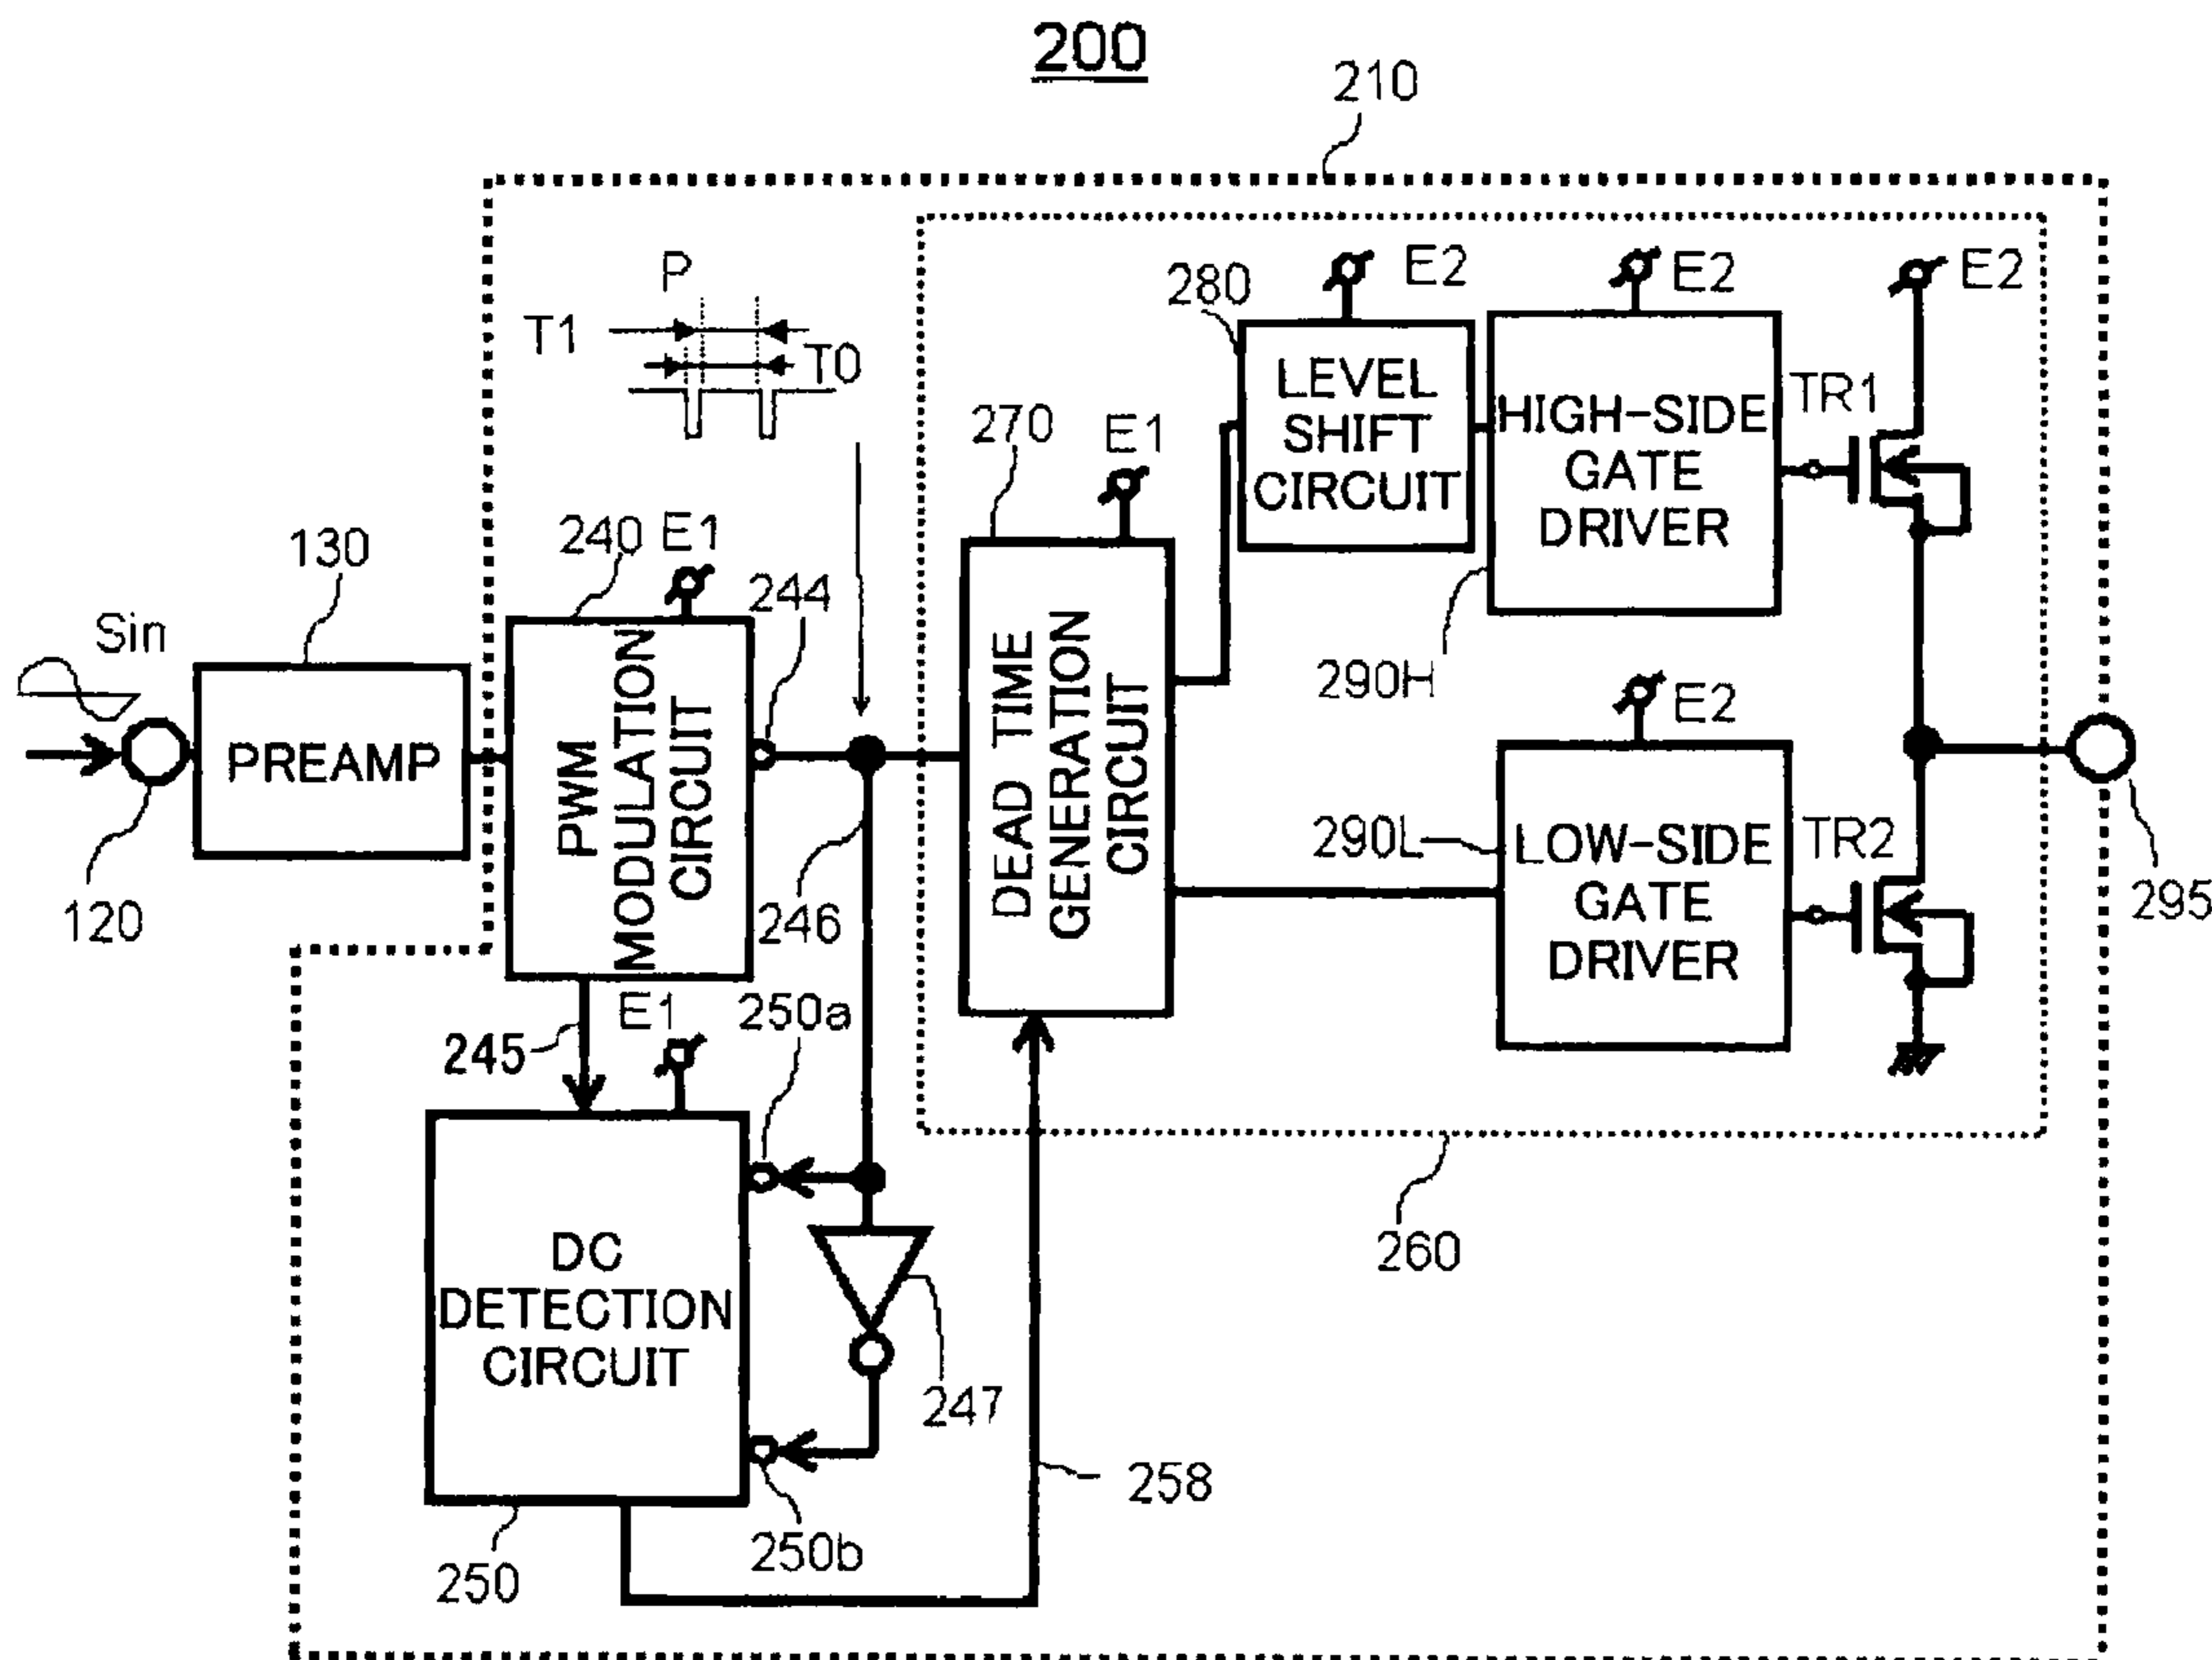 200
210
P
T1
T0
280
E2
E2
E2
LEVEL
SHIFT
CIRCUIT
HIGH-SIDE
GATE
DRIVER
TR1
270
E1
130
240
E1
244
Sin
PREAMP
PWM
MODULATION
CIRCUIT
DEAD TIME
GENERATION
CIRCUIT
290H
E2
290L
LOW-SIDE
GATE
DRIVER
TR2
295
120
246
245
E1
250a
DC
DETECTION
CIRCUIT
260
247
258
250b
250